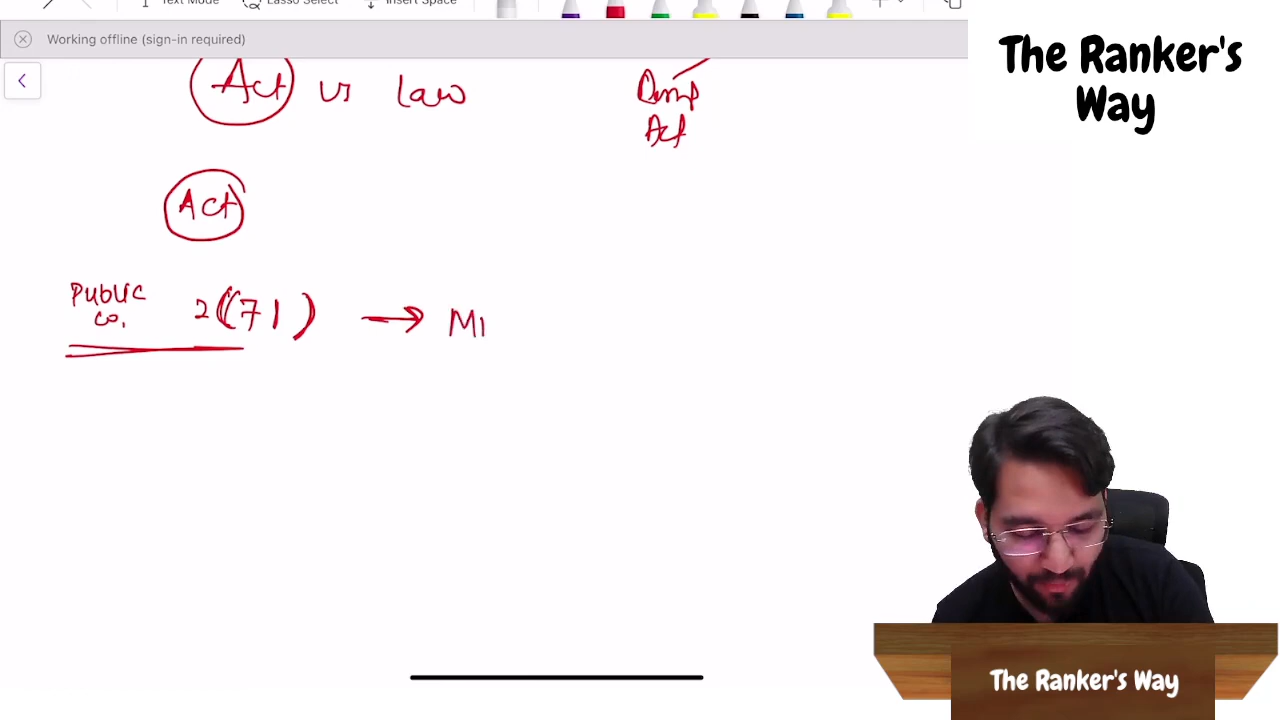 Text Mode Lasso Select Insert Space
Working offline (sign-in required)
The Ranker's
Way
Act vs law
Act
Act
Public
co. 2(71) → MI
The Ranker's Way